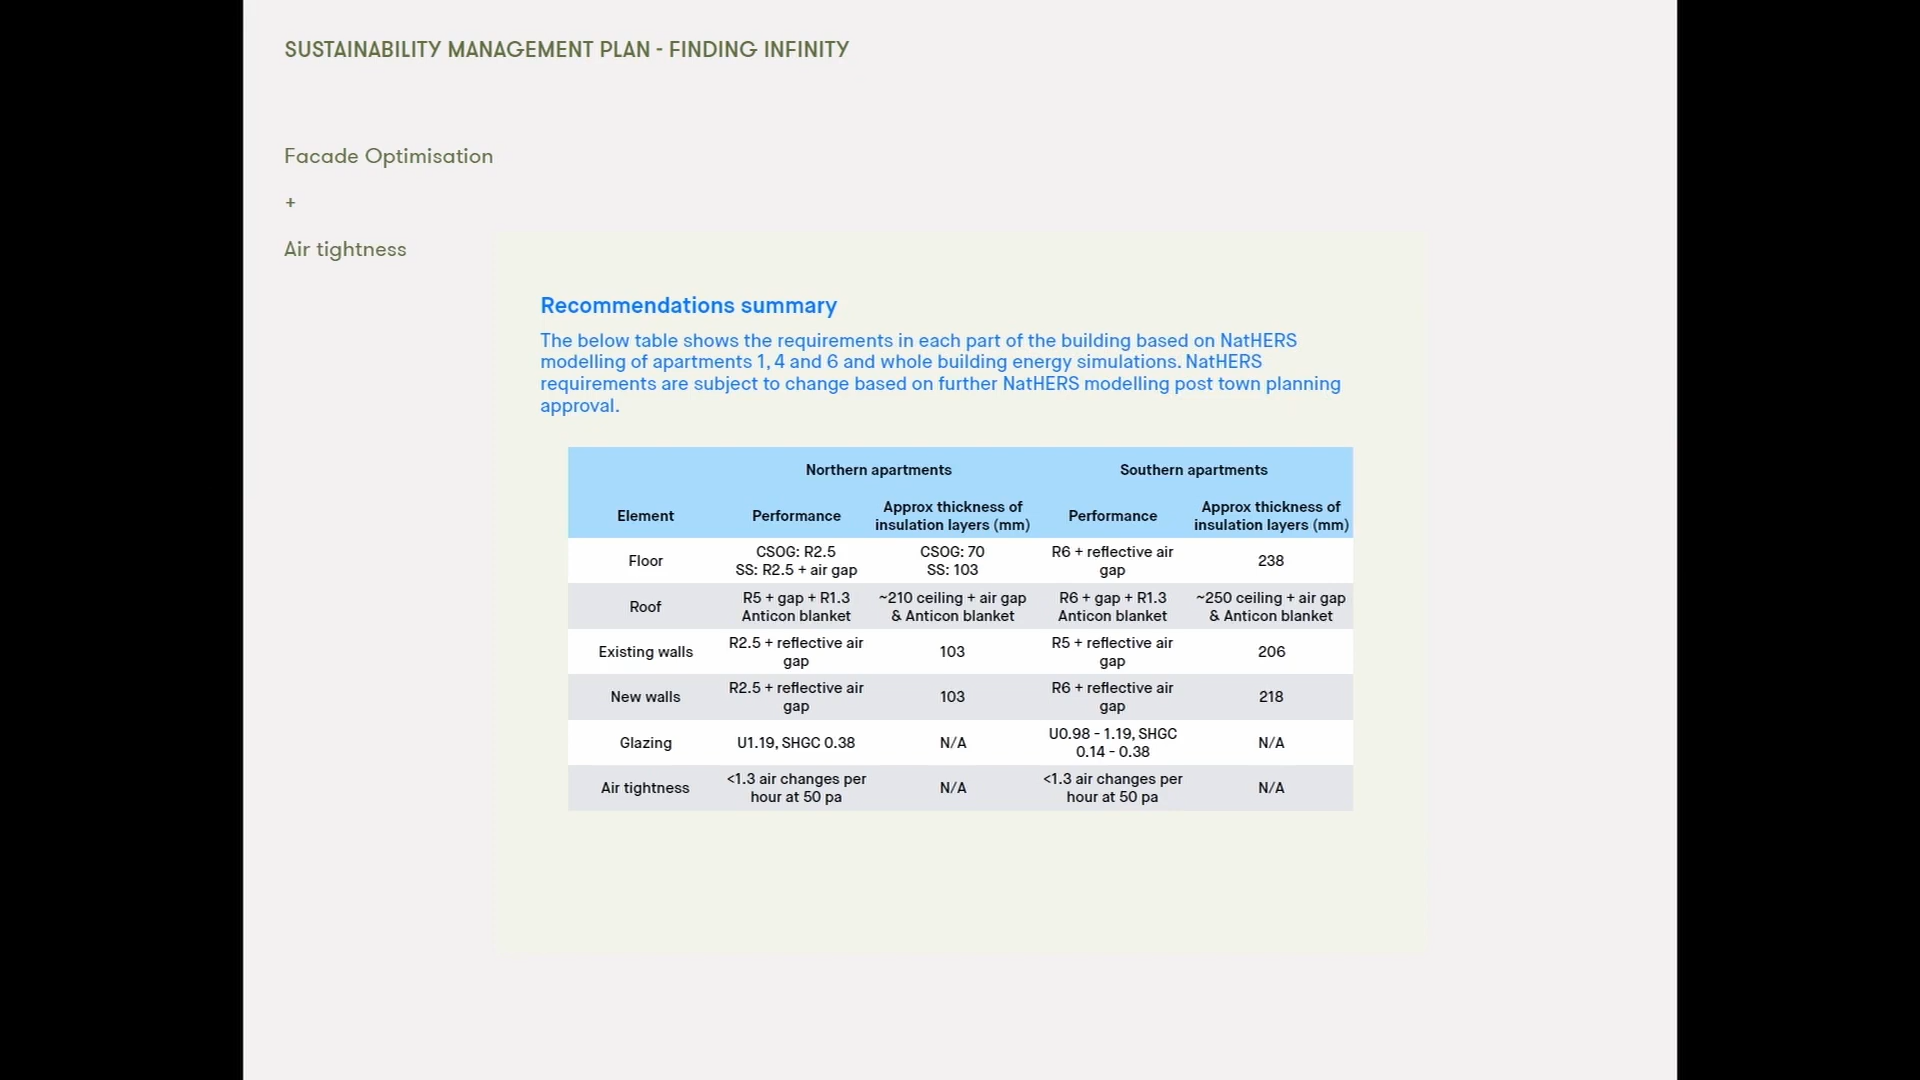 SUSTAINABILITY MANAGEMENT PLAN - FINDING INFINITY
Facade Optimisation
+
Air tightness
Recommendations summary
The below table shows the requirements in each part of the building based on NatHERS
modelling of apartments 1, 4 and 6 and whole building energy simulations. NatHERS
requirements are subject to change based on further NatHERS modelling post town planning
approval.
Northern apartments Southern apartments
Element Performance Approx thickness of insulation layers (mm) Performance Approx thickness of insulation layers (mm)
Floor CSOG: R2.5 SS: R2.5 + air gap CSOG: 70 SS: 103 R6 + reflective air gap 238
Roof R5 + gap + R1.3 Anticon blanket ~210 ceiling + air gap & Anticon blanket R6 + gap + R1.3 Anticon blanket ~250 ceiling + air gap & Anticon blanket
Existing walls R2.5 + reflective air gap 103 R5 + reflective air gap 206
New walls R2.5 + reflective air gap 103 R6 + reflective air gap 218
Glazing U1.19, SHGC 0.38 N/A U0.98 - 1.19, SHGC 0.14 - 0.38 N/A
Air tightness <1.3 air changes per hour at 50 pa N/A <1.3 air changes per hour at 50 pa N/A